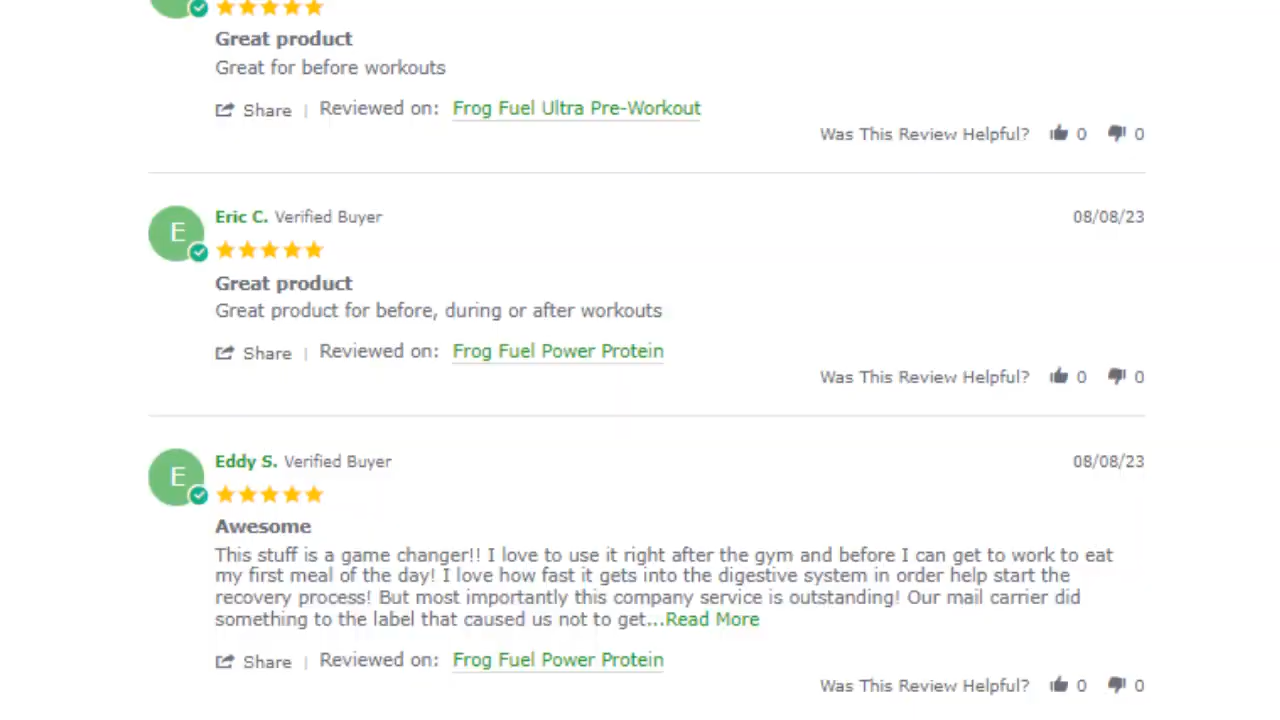 Great product
Great for before workouts
Share | Reviewed on: Frog Fuel Ultra Pre-Workout
Was This Review Helpful? 0 0
E Eric C. Verified Buyer 08/08/23
Great product
Great product for before, during or after workouts
Share | Reviewed on: Frog Fuel Power Protein
Was This Review Helpful? 0 0
E Eddy S. Verified Buyer 08/08/23
Awesome
This stuff is a game changer!! I love to use it right after the gym and before I can get to work to eat
my first meal of the day! I love how fast it gets into the digestive system in order help start the
recovery process! But most importantly this company service is outstanding! Our mail carrier did
something to the label that caused us not to get...Read More
Share | Reviewed on: Frog Fuel Power Protein
Was This Review Helpful? 0 0